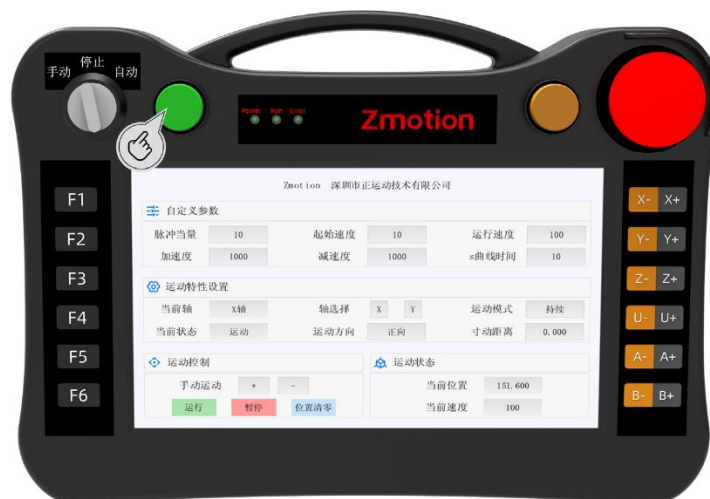 停止
手动 自动
Power Run Error
Zmotion
F1
F2
F3
F4
F5
F6
Zmotion 深圳市正运动技术有限公司
自定义参数
脉冲当量 10 起始速度 10 运行速度 100
加速度 1000 减速度 1000 s曲线时间 10
运动特性设置
当前轴 X轴 轴选择 X Y 运动模式 持续
当前状态 运动 运动方向 正向 寸动距离 0.000
运动控制
手动运动 + -
运行 暂停 位置清零
运动状态
当前位置 151.600
当前速度 100
X- X+
Y- Y+
Z- Z+
U- U+
A- A+
B- B+